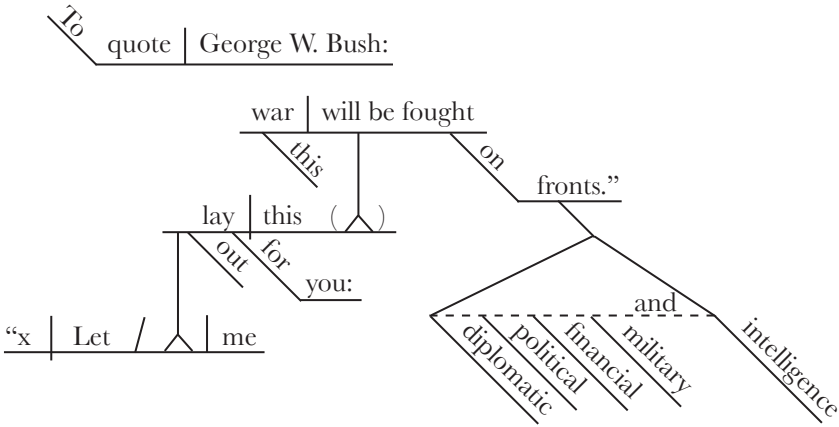 To quote George W. Bush:
war will be fought
this
on
fronts.”
lay this ( )
out
for
you:
“x Let me
and
diplomatic political financial military intelligence